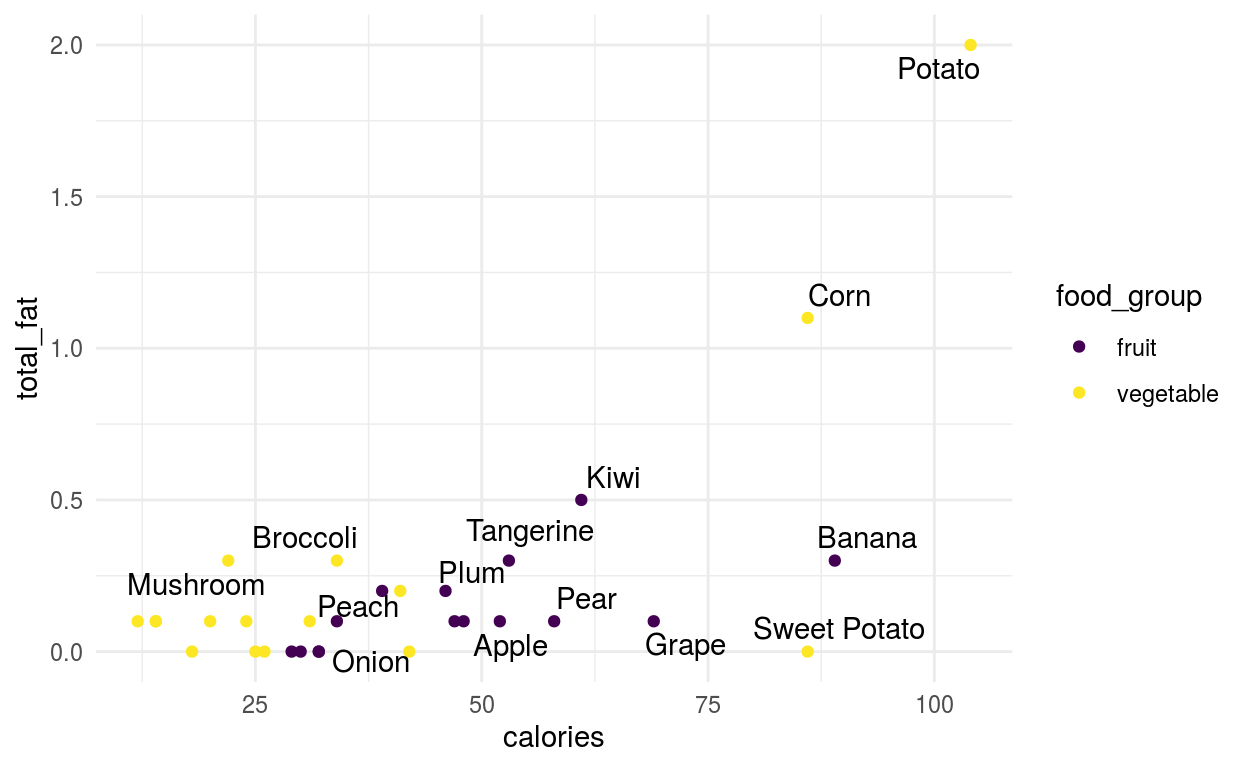 2.0
Potato
1.5
Corn
food_group
total_fat
1.0
fruit
vegetable
Kiwi
0.5
Tangerine
Broccoli
Banana
Plum
Mushroom
Pear
Peach
Sweet Potato
Apple
Grape
0.0
Onion
25
50
75
100
calories